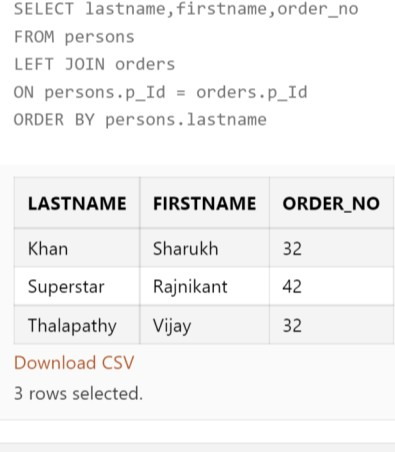 SELECT lastname,firstname,order_no
FROM persons
LEFT JOIN orders
ON persons.p_Id = orders.p_Id
ORDER BY persons.lastname
LASTNAME FIRSTNAME ORDER_NO
Khan Sharukh 32
Superstar Rajnikant 42
Thalapathy Vijay 32
Download CSV
3 rows selected.